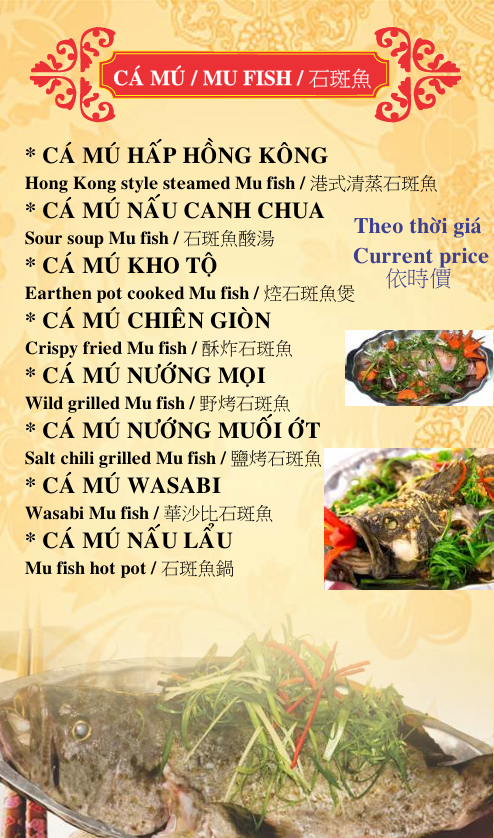 CÁ MÚ / MU FISH / 石斑魚
* CÁ MÚ HẤP HỒNG KÔNG
Hong Kong style steamed Mu fish / 港式清蒸石斑魚
* CÁ MÚ NẤU CANH CHUA
Sour soup Mu fish / 石斑魚酸湯
* CÁ MÚ KHO TỘ
Earthen pot cooked Mu fish / 焢石斑魚煲
* CÁ MÚ CHIÊN GIÒN
Crispy fried Mu fish / 酥炸石斑魚
* CÁ MÚ NƯỚNG MỌI
Wild grilled Mu fish / 野烤石斑魚
* CÁ MÚ NƯỚNG MUỐI ỚT
Salt chili grilled Mu fish / 鹽烤石斑魚
* CÁ MÚ WASABI
Wasabi Mu fish / 華沙比石斑魚
* CÁ MÚ NẤU LẨU
Mu fish hot pot / 石斑魚鍋
Theo thời giá
Current price
依時價